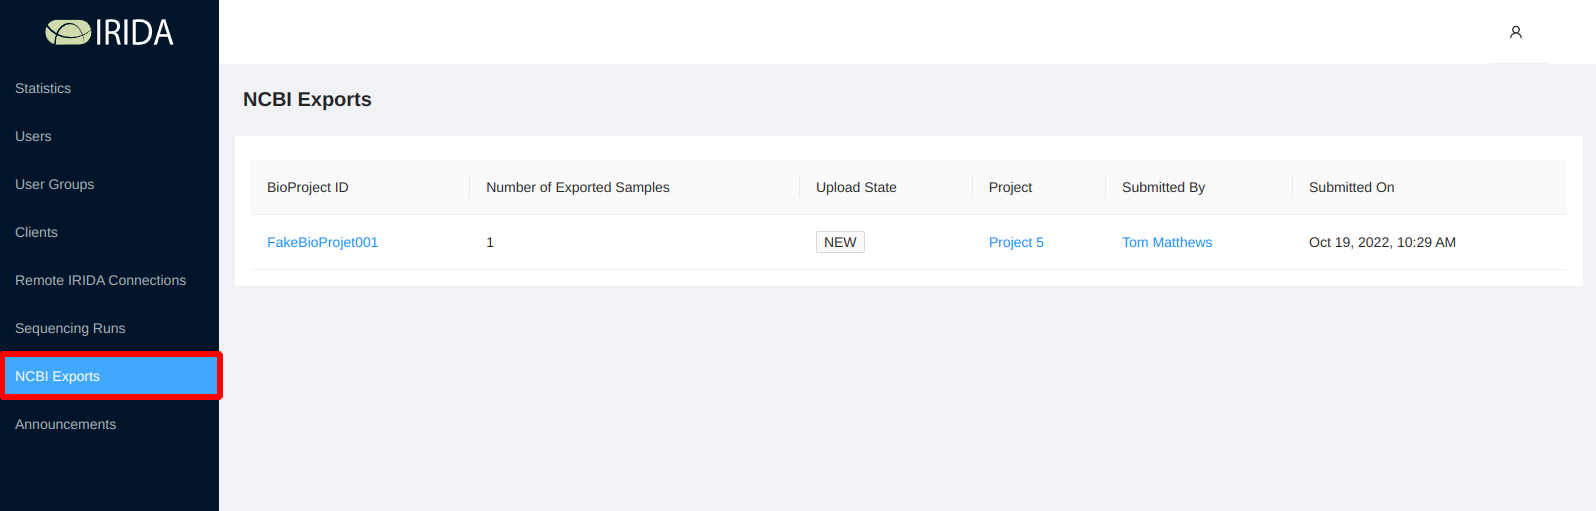 IRIDA
Statistics
Users
User Groups
Clients
Remote IRIDA Connections
Sequencing Runs
NCBI Exports
Announcements
NCBI Exports
BioProject ID Number of Exported Samples Upload State Project Submitted By Submitted On
FakeBioProjet001 1 NEW Project 5 Tom Matthews Oct 19, 2022, 10:29 AM